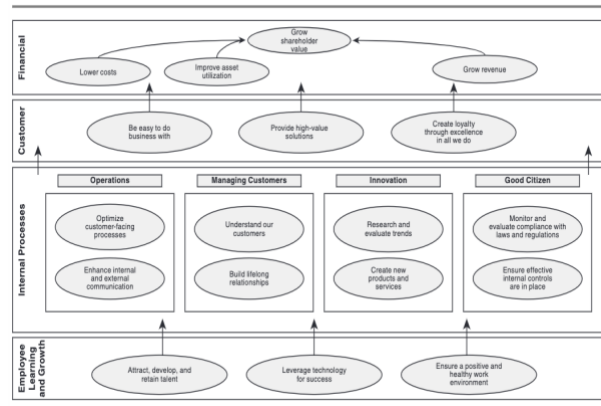 Financial
Grow
shareholder
value
Lower costs
Improve asset
utilization
Grow revenue
Customer
Be easy to do
business with
Provide high-value
solutions
Create loyalty
through excellence
in all we do
Internal Processes
Operations
Managing Customers
Innovation
Good Citizen
Optimize
customer-facing
processes
Understand our
customers
Research and
evaluate trends
Monitor and
evaluate compliance with
laws and regulations
Enhance internal
and external
communication
Build lifelong
relationships
Create new
products and
services
Ensure effective
internal controls
are in place
Employee
Learning
and Growth
Attract, develop, and
retain talent
Leverage technology
for success
Ensure a positive and
healthy work
environment